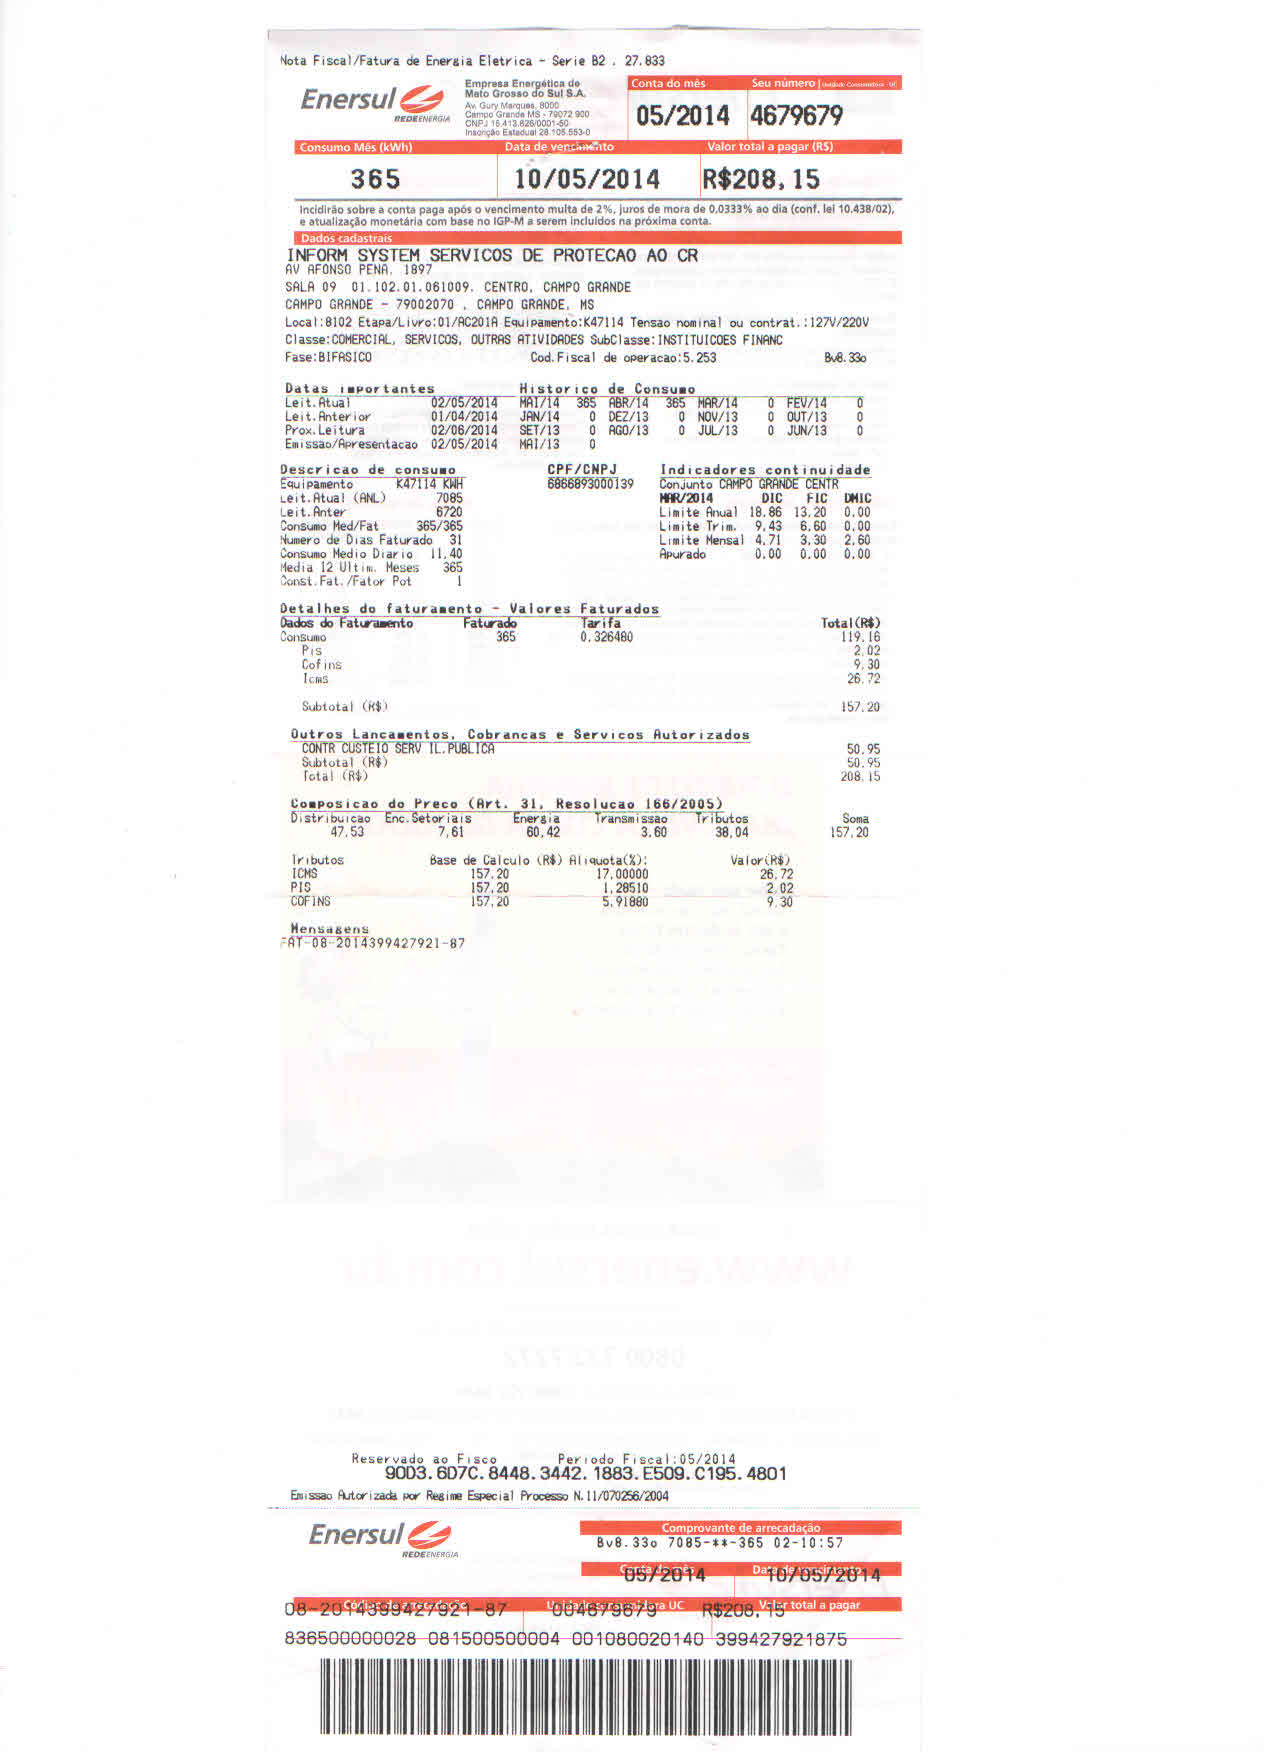 Nota Fiscal/Fatura de Energia Eletrica - Serie B2 . 27.833
Enersul
REDE ENERGIA
Empresa Energética de
Mato Grosso do Sul S.A.
Av. Gury Marques, 8000
Campo Grande MS - 79072 900
CNPJ 15.413.826/0001-50
Inscrição Estadual 28.105.553-0
Conta do mês Seu número
05/2014 4679679
Consumo Mês (kWh) Data de vencimento Valor total a pagar (R$)
365 10/05/2014 R$208,15
Incidirão sobre a conta paga após o vencimento multa de 2%, juros de mora de 0,0333% ao dia (conf. lei 10.438/02),
e atualização monetária com base no IGP-M a serem incluídos na próxima conta.
Dados cadastrais
INFORM SYSTEM SERVICOS DE PROTECAO AO CR
AV AFONSO PENA, 1897
SALA 09 01.102.01.061009. CENTRO, CAMPO GRANDE
CAMPO GRANDE - 79002070 , CAMPO GRANDE, MS
Local:8102 Etapa/Livro:01/AC201A Equipamento:K47114 Tensao nominal ou contrat.:127V/220V
Classe:COMERCIAL, SERVICOS, OUTRAS ATIVIDADES SubClasse:INSTITUICOES FINANC
Fase:BIFASICO Cod.Fiscal de operacao:5.253 Bv8.33o
Datas importantes Historico de Consumo
Leit.Atual 02/05/2014 MAI/14 365 ABR/14 365 MAR/14 0 FEV/14 0
Leit.Anterior 01/04/2014 JAN/14 0 DEZ/13 0 NOV/13 0 OUT/13 0
Prox.Leitura 02/06/2014 SET/13 0 AGO/13 0 JUL/13 0 JUN/13 0
Emissao/Apresentacao 02/05/2014 MAI/13 0
Descricao de consumo CPF/CNPJ Indicadores continuidade
Equipamento K47114 KWH 6866893000139 Conjunto CAMPO GRANDE CENTR
Leit.Atual (ANL) 7085 MAR/2014 DIC FIC DMIC
Leit.Anter 6720 Limite Anual 18.86 13.20 0.00
Consumo Med/Fat 365/365 Limite Trim. 9.43 6.60 0.00
Numero de Dias Faturado 31 Limite Mensal 4.71 3.30 2.60
Consumo Medio Diario 11,40 Apurado 0.00 0.00 0.00
Media 12 Ultim. Meses 365
Const.Fat./Fator Pot 1
Detalhes do faturamento - Valores Faturados
Dados do Faturamento Faturado Tarifa Total(R$)
Consumo 365 0,326480 119,16
Pis 2,02
Cofins 9,30
Icms 26,72
Subtotal (R$) 157,20
Outros Lancamentos, Cobrancas e Servicos Autorizados
CONTR CUSTEIO SERV IL.PUBLICA 50,95
Subtotal (R$) 50,95
Total (R$) 208,15
Composicao do Preco (Art. 31, Resolucao 166/2005)
Distribuicao Enc.Setoriais Energia Transmissao Tributos Soma
47,53 7,61 60,42 3,60 38,04 157,20
Tributos Base de Calculo (R$) Aliquota(%): Valor(R$)
ICMS 157,20 17,00000 26,72
PIS 157,20 1,28510 2,02
COFINS 157,20 5,91880 9,30
Mensagens
FAT-08-2014399427921-87
Reservado ao Fisco Periodo Fiscal:05/2014
90D3.6D7C.8448.3442.1883.E509.C195.4801
Emissao Autorizada por Regime Especial Processo N.11/070256/2004
Enersul
REDE ENERGIA
Comprovante de arrecadação
Bv8.33o 7085-**-365 02-10:57
Conta do mês Data de vencimento
05/2014 10/05/2014
Código de arrecadação Unidade consumidora UC Valor total a pagar
08-2014399427921-87 004679679 R$208,15
836500000028 081500500004 001080020140 399427921875